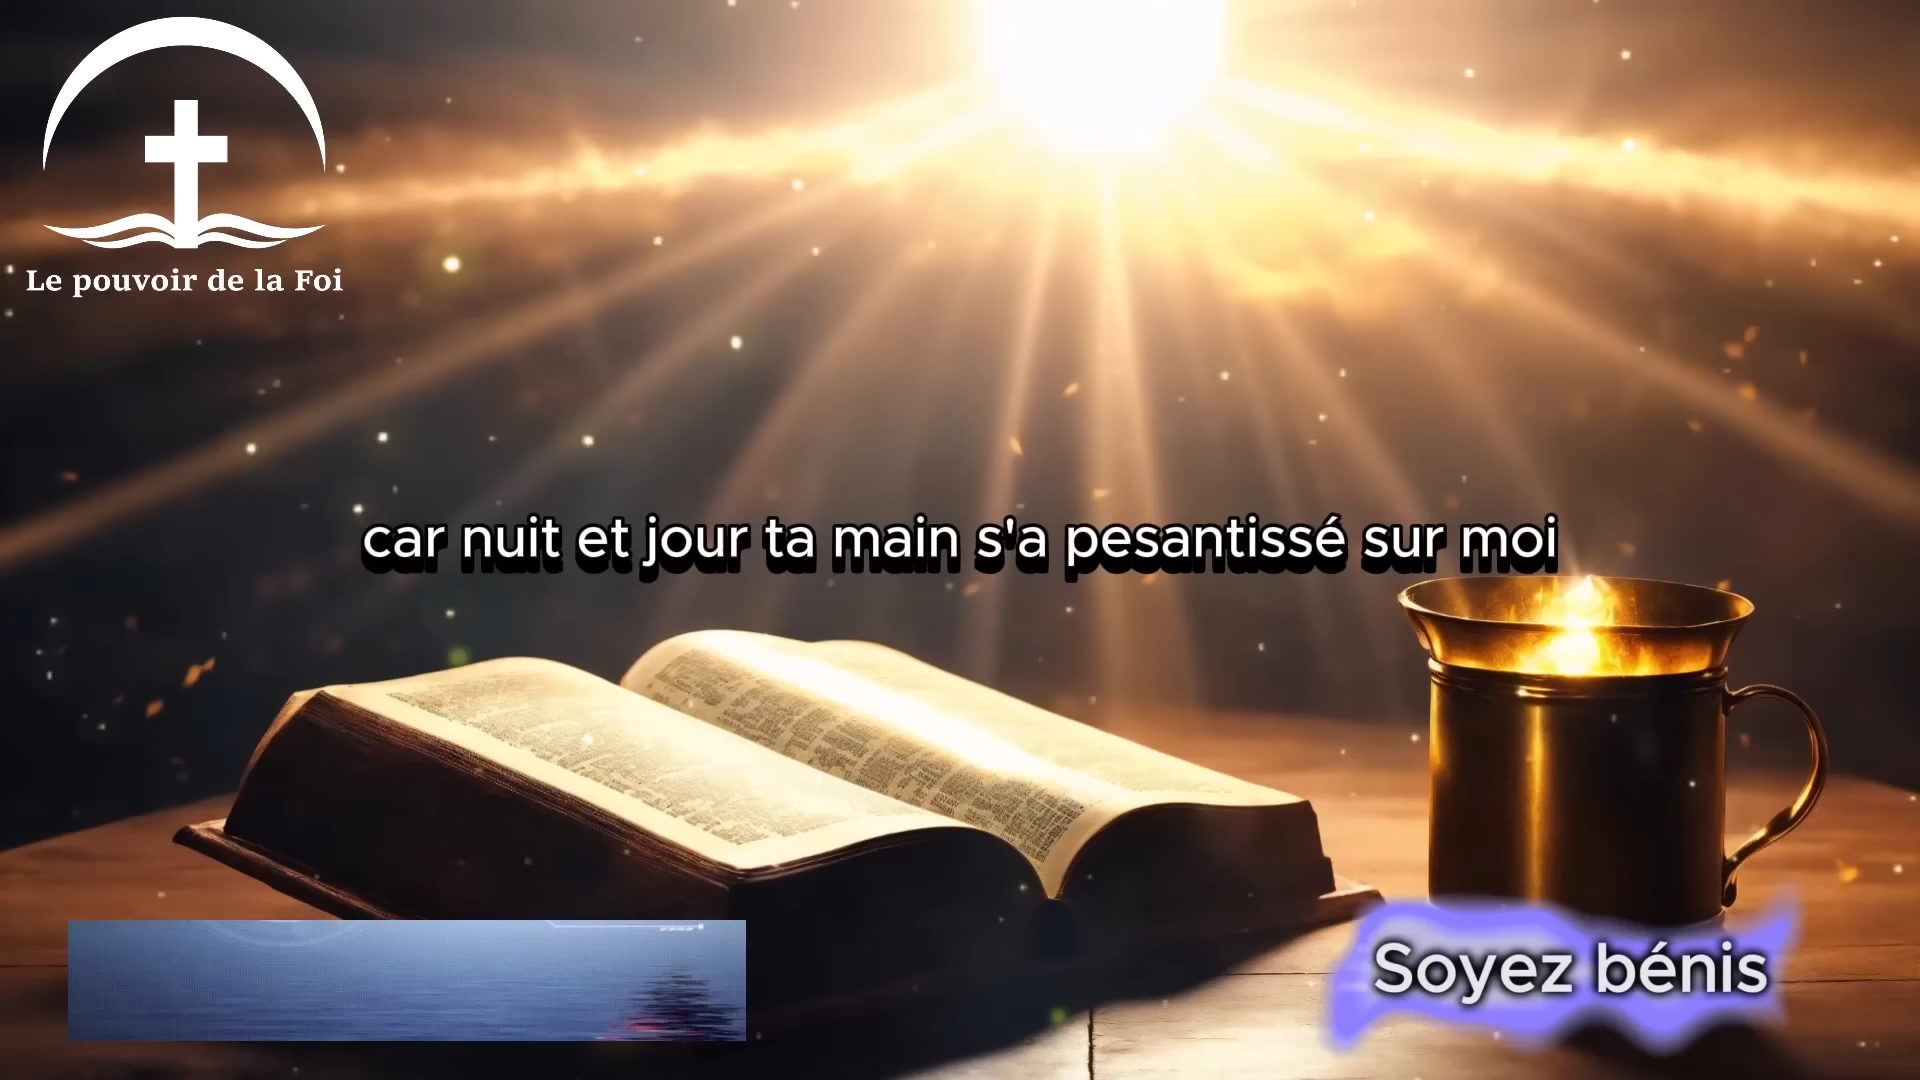 Le pouvoir de la Foi
car nuit et jour ta main s'a pesantissé sur moi
Soyez bénis